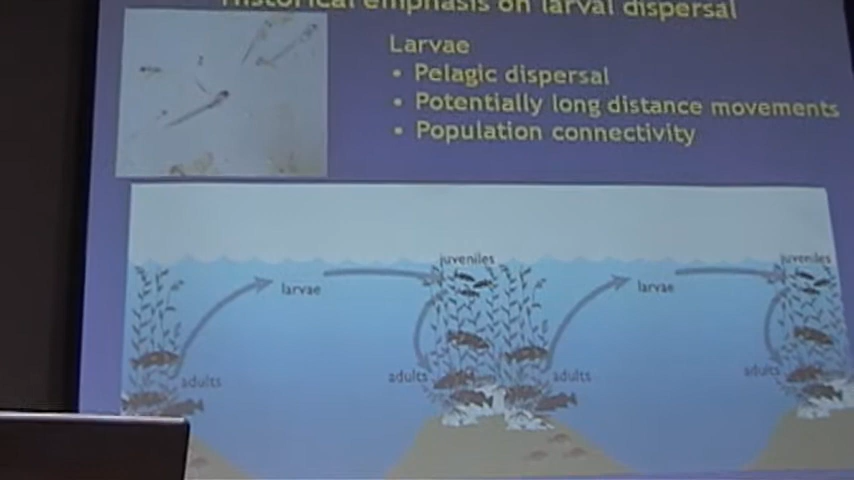 Historical emphasis on larval dispersal
Larvae
• Pelagic dispersal
• Potentially long distance movements
• Population connectivity
juveniles
juveniles
larvae
larvae
adults
adults
adults
adults